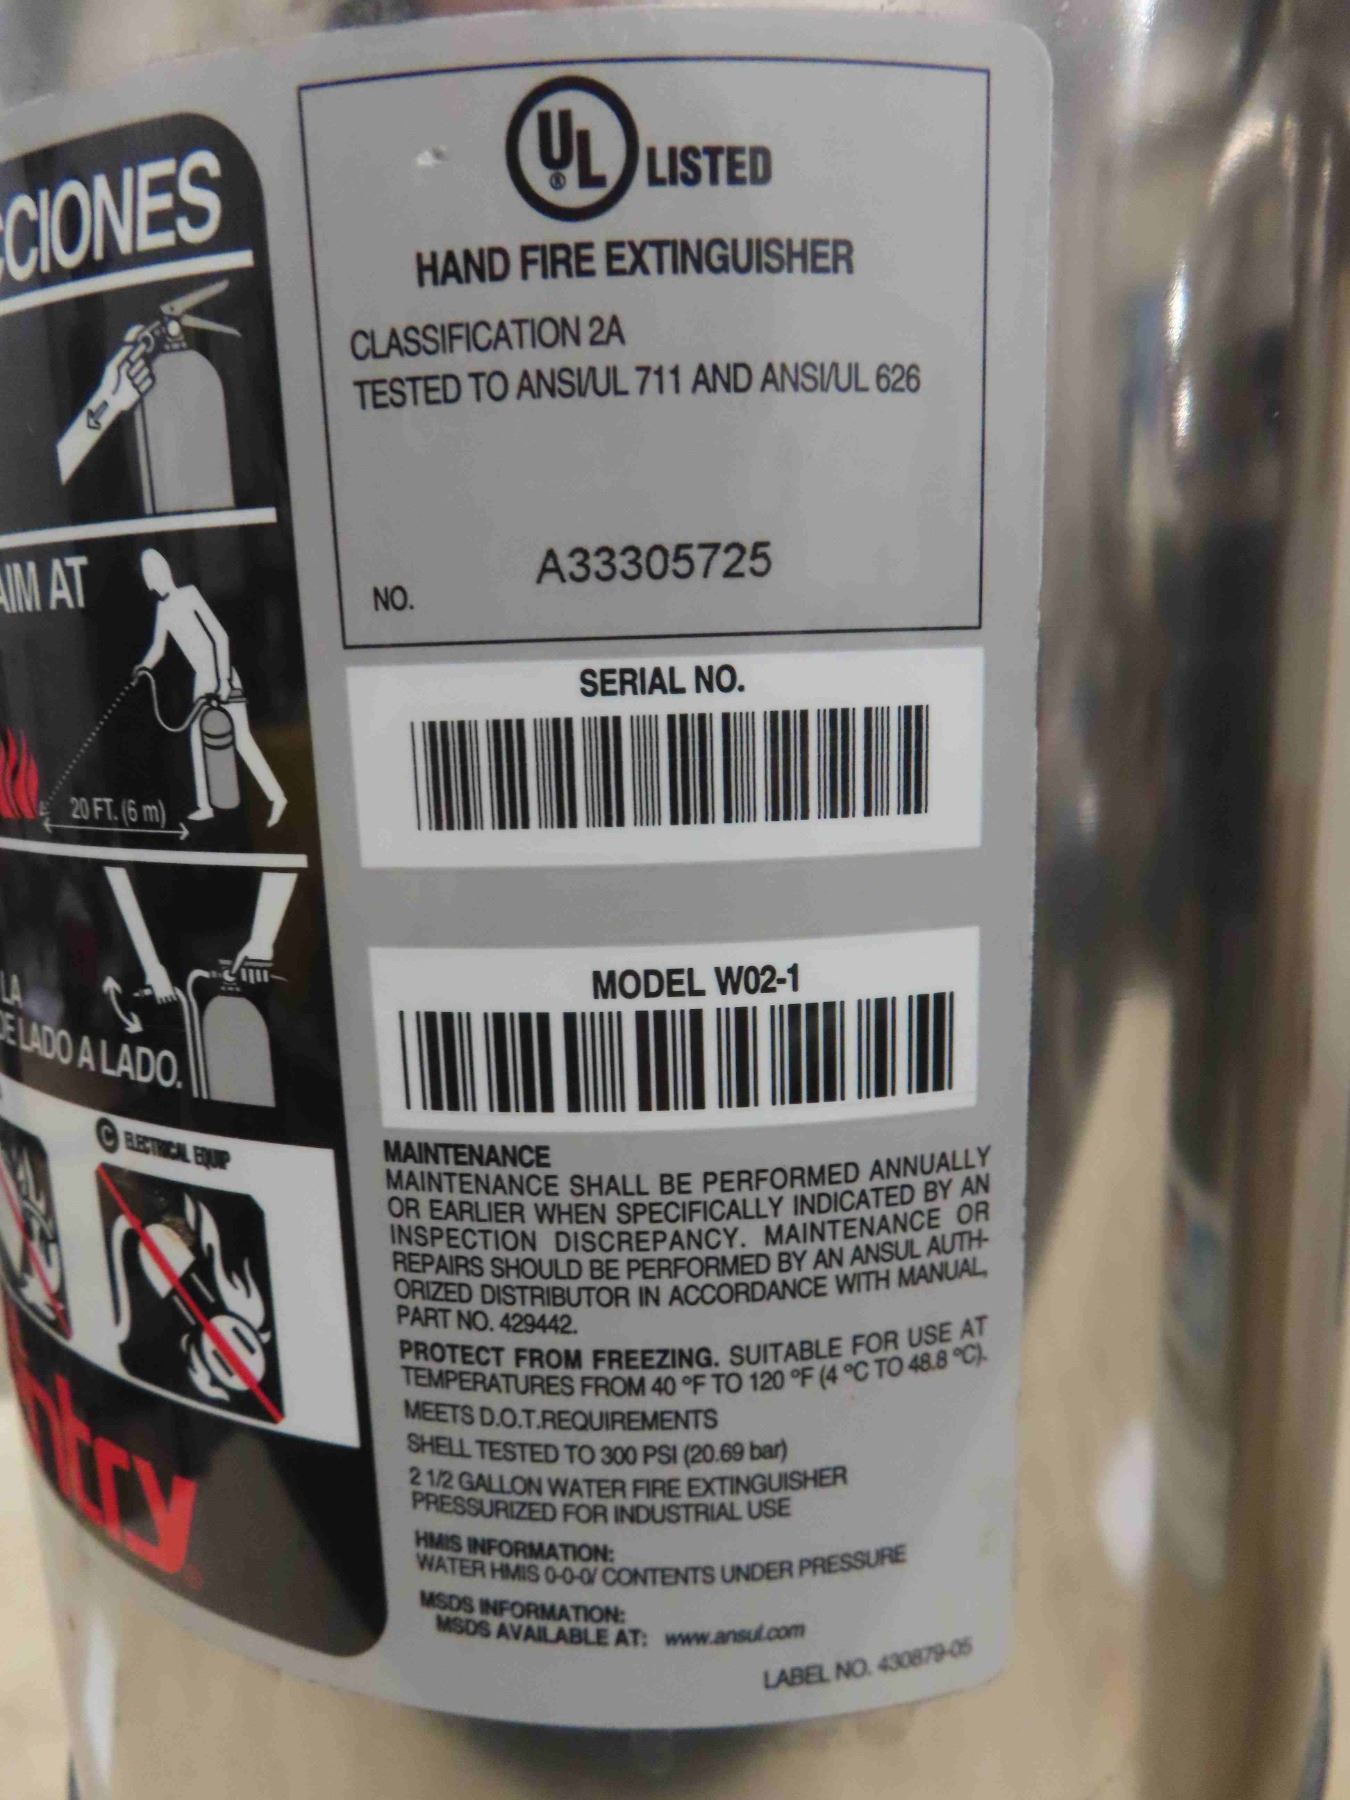 CCIONES
AIM AT
20 FT. (6 m)
LA
DE LADO A LADO.
C ELECTRICAL EQUIP
ntry®
UL® LISTED
HAND FIRE EXTINGUISHER
CLASSIFICATION 2A
TESTED TO ANSI/UL 711 AND ANSI/UL 626
NO. A33305725
SERIAL NO.
MODEL W02-1
MAINTENANCE
MAINTENANCE SHALL BE PERFORMED ANNUALLY
OR EARLIER WHEN SPECIFICALLY INDICATED BY AN
INSPECTION DISCREPANCY. MAINTENANCE OR
REPAIRS SHOULD BE PERFORMED BY AN ANSUL AUTH-
ORIZED DISTRIBUTOR IN ACCORDANCE WITH MANUAL,
PART NO. 429442.
PROTECT FROM FREEZING. SUITABLE FOR USE AT
TEMPERATURES FROM 40 °F TO 120 °F (4 °C TO 48.8 °C).
MEETS D.O.T.REQUIREMENTS
SHELL TESTED TO 300 PSI (20.69 bar)
2 1/2 GALLON WATER FIRE EXTINGUISHER
PRESSURIZED FOR INDUSTRIAL USE
HMIS INFORMATION:
WATER HMIS 0-0-0/ CONTENTS UNDER PRESSURE
MSDS INFORMATION:
MSDS AVAILABLE AT: www.ansul.com
LABEL NO. 430879-05